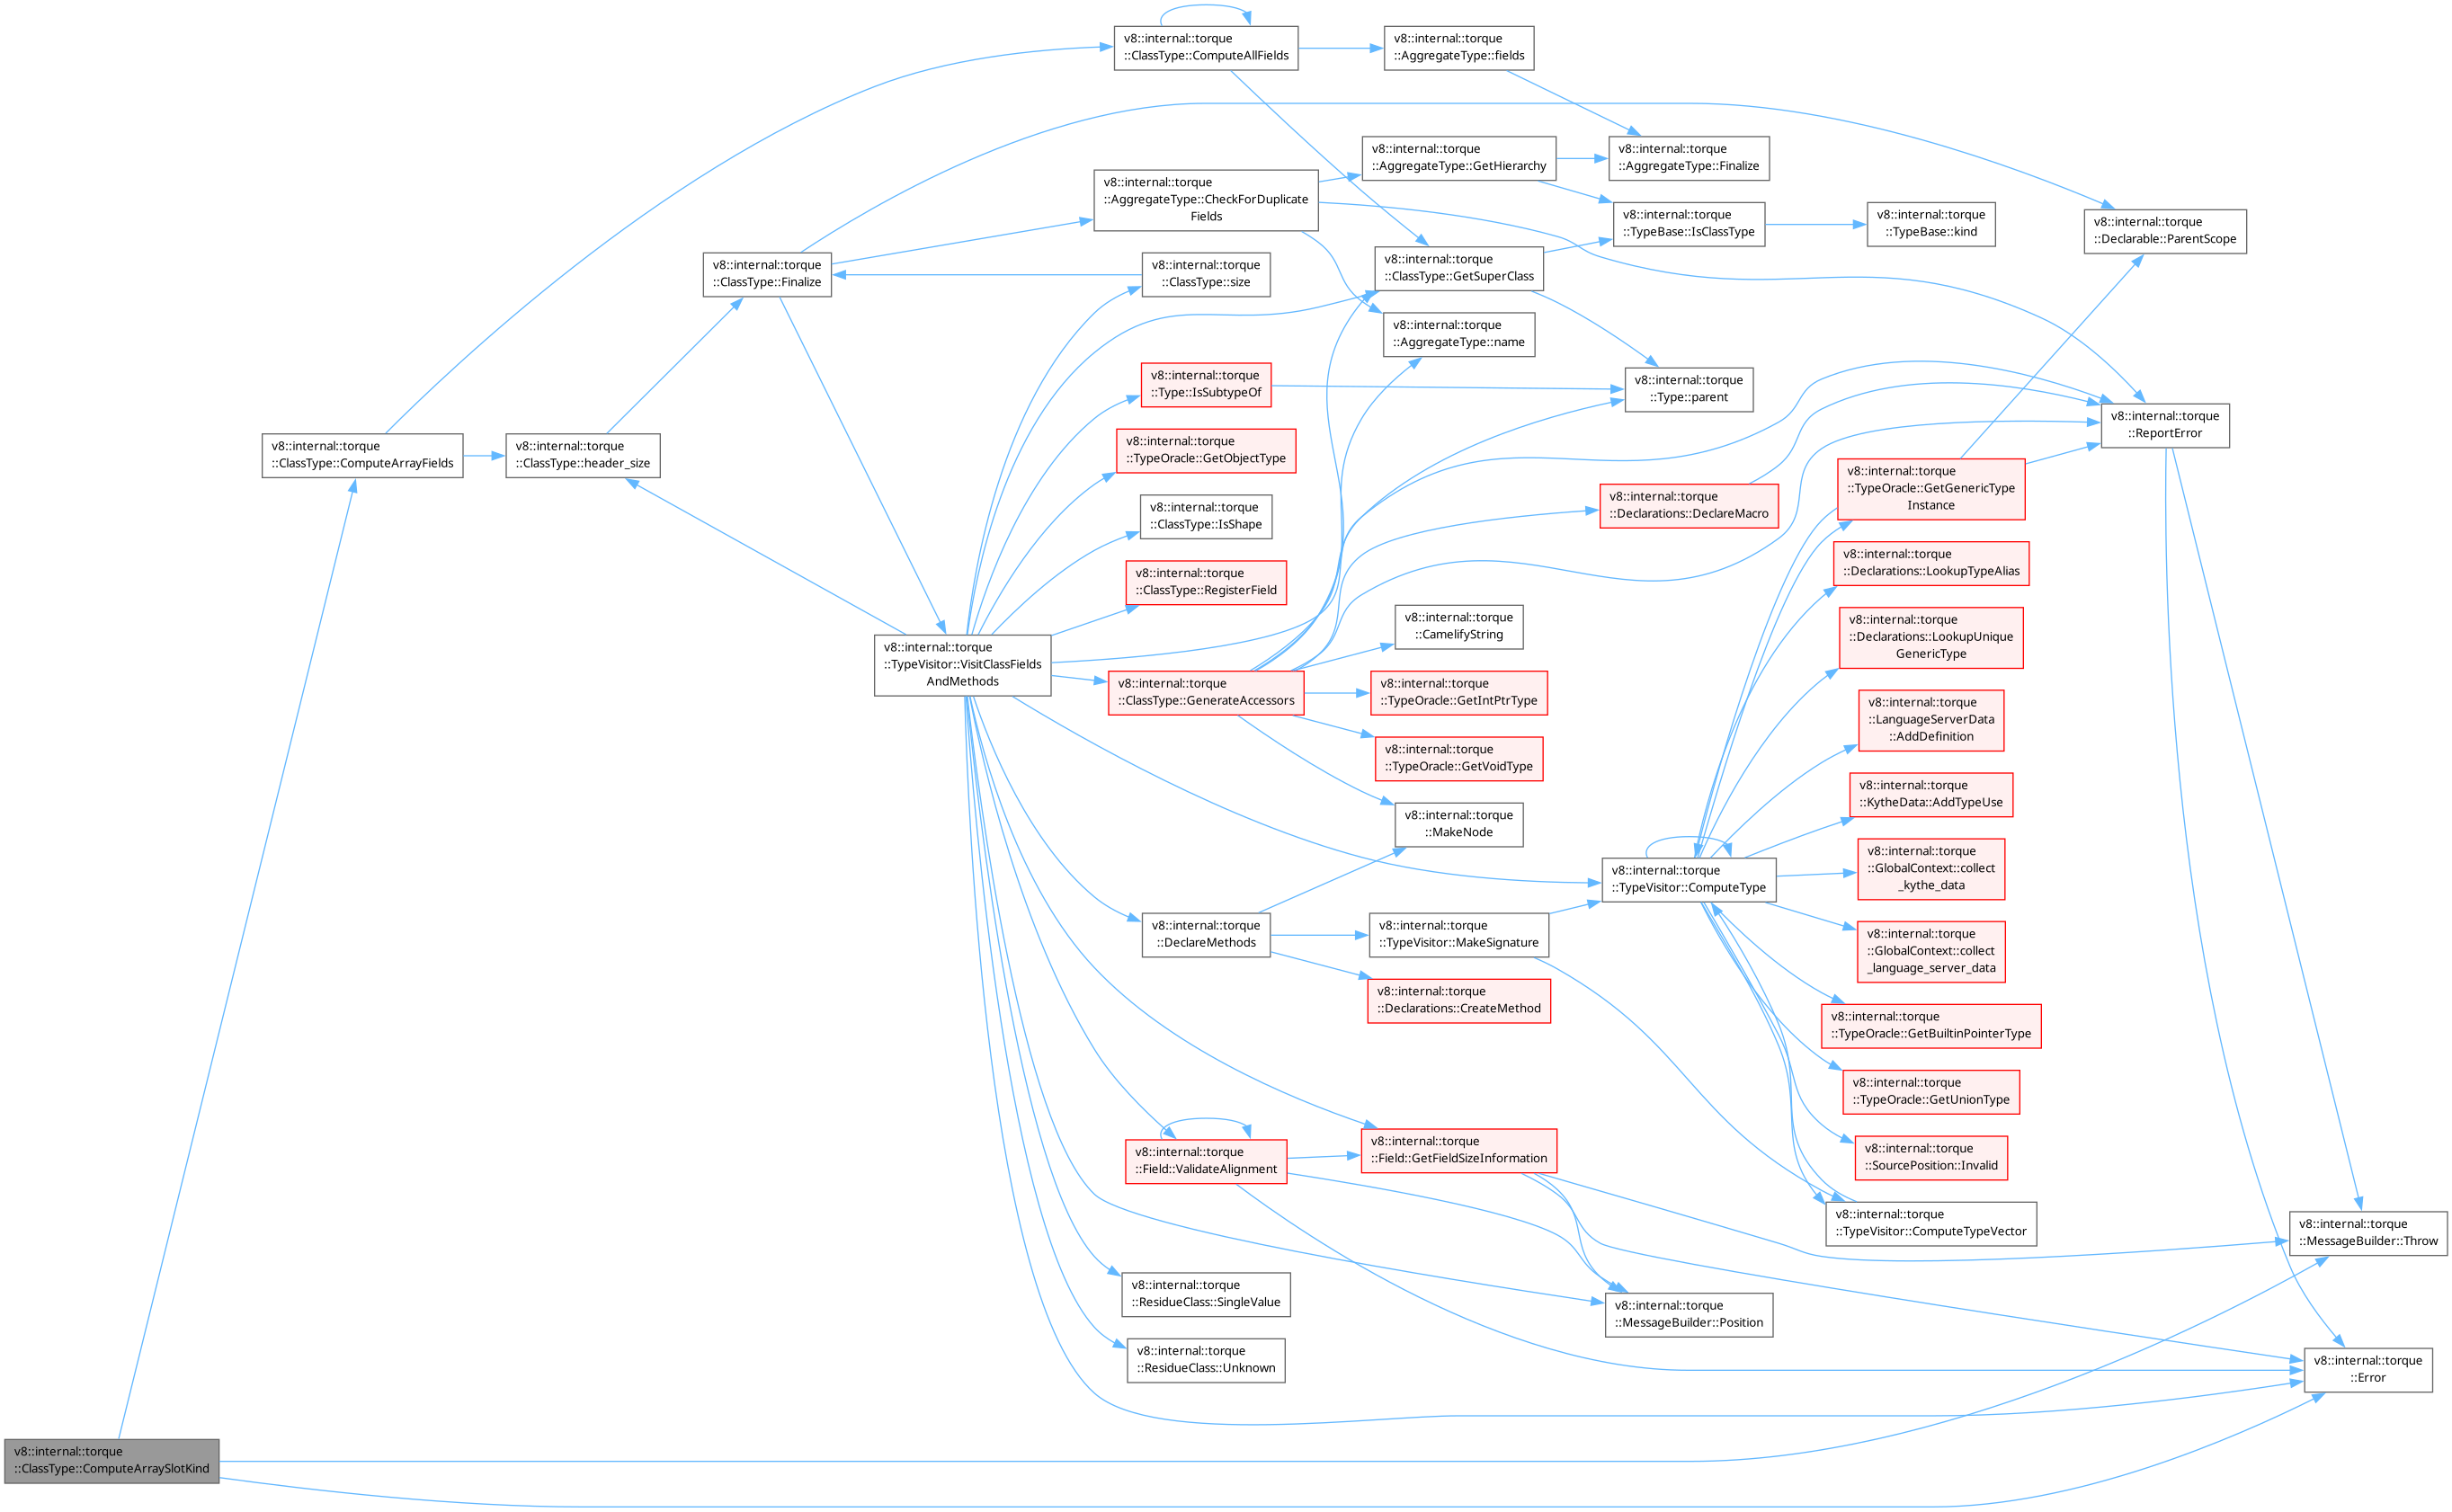 v8::internal::torque
::ClassType::ComputeArraySlotKind
v8::internal::torque
::ClassType::ComputeArrayFields
v8::internal::torque
::ClassType::header_size
v8::internal::torque
::ClassType::Finalize
v8::internal::torque
::TypeVisitor::VisitClassFields
AndMethods
v8::internal::torque
::ClassType::ComputeAllFields
v8::internal::torque
::AggregateType::CheckForDuplicate
Fields
v8::internal::torque
::ClassType::size
v8::internal::torque
::Type::IsSubtypeOf
v8::internal::torque
::TypeOracle::GetObjectType
v8::internal::torque
::ClassType::IsShape
v8::internal::torque
::ClassType::RegisterField
v8::internal::torque
::ClassType::GenerateAccessors
v8::internal::torque
::DeclareMethods
v8::internal::torque
::Field::ValidateAlignment
v8::internal::torque
::ResidueClass::SingleValue
v8::internal::torque
::ResidueClass::Unknown
v8::internal::torque
::AggregateType::fields
v8::internal::torque
::AggregateType::GetHierarchy
v8::internal::torque
::ClassType::GetSuperClass
v8::internal::torque
::AggregateType::name
v8::internal::torque
::CamelifyString
v8::internal::torque
::TypeOracle::GetIntPtrType
v8::internal::torque
::TypeOracle::GetVoidType
v8::internal::torque
::MakeNode
v8::internal::torque
::TypeVisitor::MakeSignature
v8::internal::torque
::Declarations::CreateMethod
v8::internal::torque
::Field::GetFieldSizeInformation
v8::internal::torque
::AggregateType::Finalize
v8::internal::torque
::TypeBase::IsClassType
v8::internal::torque
::Type::parent
v8::internal::torque
::Declarations::DeclareMacro
v8::internal::torque
::TypeVisitor::ComputeType
v8::internal::torque
::MessageBuilder::Position
v8::internal::torque
::TypeBase::kind
v8::internal::torque
::TypeOracle::GetGenericType
Instance
v8::internal::torque
::Declarations::LookupTypeAlias
v8::internal::torque
::Declarations::LookupUnique
GenericType
v8::internal::torque
::LanguageServerData
::AddDefinition
v8::internal::torque
::KytheData::AddTypeUse
v8::internal::torque
::GlobalContext::collect
_kythe_data
v8::internal::torque
::GlobalContext::collect
_language_server_data
v8::internal::torque
::TypeOracle::GetBuiltinPointerType
v8::internal::torque
::TypeOracle::GetUnionType
v8::internal::torque
::SourcePosition::Invalid
v8::internal::torque
::TypeVisitor::ComputeTypeVector
v8::internal::torque
::Declarable::ParentScope
v8::internal::torque
::ReportError
v8::internal::torque
::MessageBuilder::Throw
v8::internal::torque
::Error